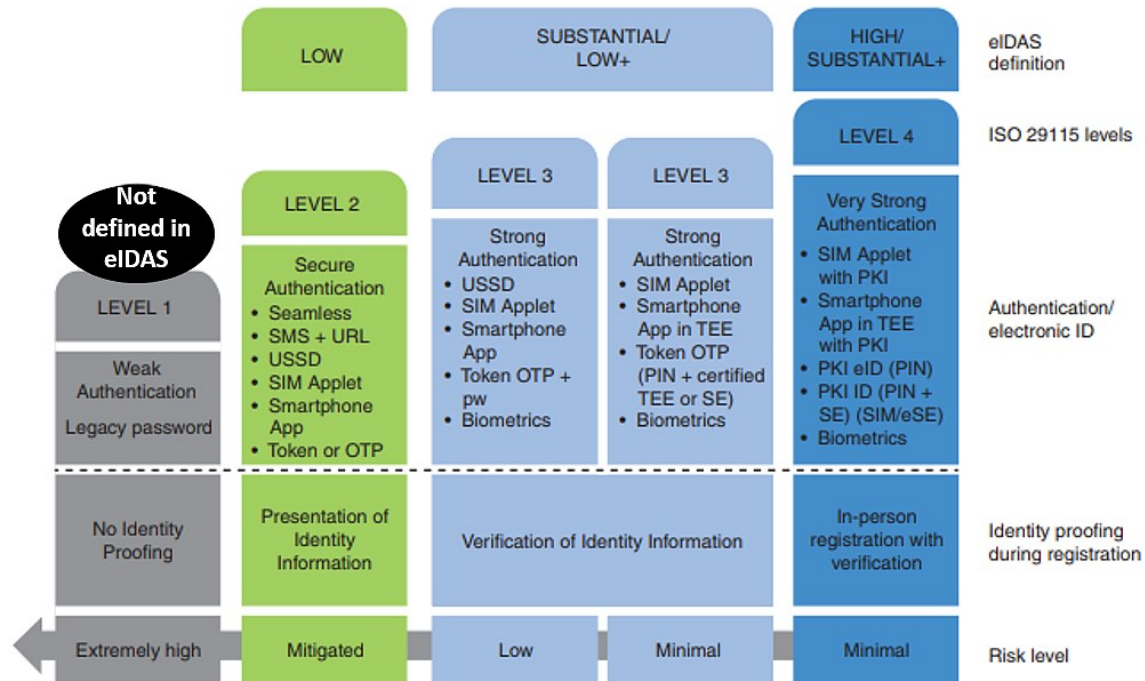 LOW
SUBSTANTIAL/
LOW+
HIGH/
SUBSTANTIAL+
eIDAS
definition
ISO 29115 levels
Not
defined in
eIDAS
LEVEL 1
Weak
Authentication
Legacy password
LEVEL 2
Secure
Authentication
• Seamless
• SMS + URL
• USSD
• SIM Applet
• Smartphone
App
• Token or OTP
LEVEL 3
Strong
Authentication
• USSD
• SIM Applet
• Smartphone
App
• Token OTP +
pw
• Biometrics
LEVEL 3
Strong
Authentication
• SIM Applet
• Smartphone
App in TEE
• Token OTP
(PIN + certified
TEE or SE)
• Biometrics
LEVEL 4
Very Strong
Authentication
• SIM Applet
with PKI
• Smartphone
App in TEE
with PKI
• PKI eID (PIN)
• PKI ID (PIN +
SE) (SIM/eSE)
• Biometrics
Authentication/
electronic ID
No Identity
Proofing
Presentation of
Identity
Information
Verification of Identity Information
In-person
registration with
verification
Identity proofing
during registration
Extremely high
Mitigated
Low
Minimal
Minimal
Risk level